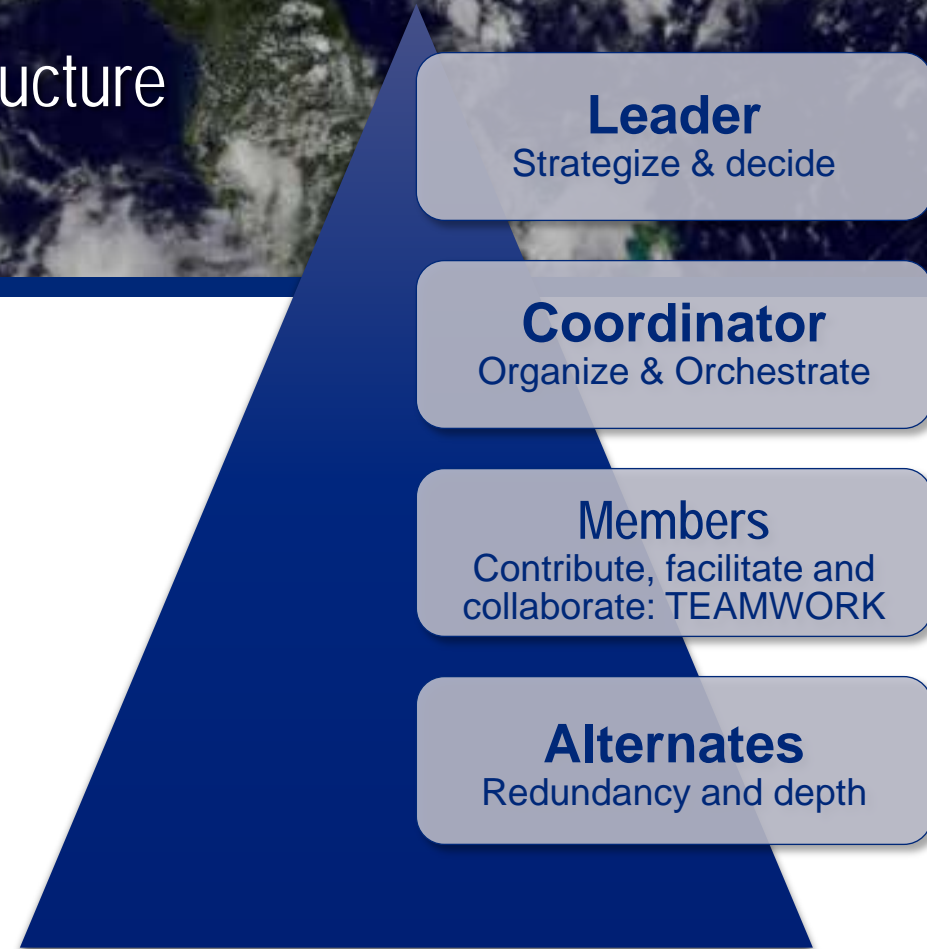 ucture
Leader
Strategize & decide
Coordinator
Organize & Orchestrate
Members
Contribute, facilitate and
collaborate: TEAMWORK
Alternates
Redundancy and depth